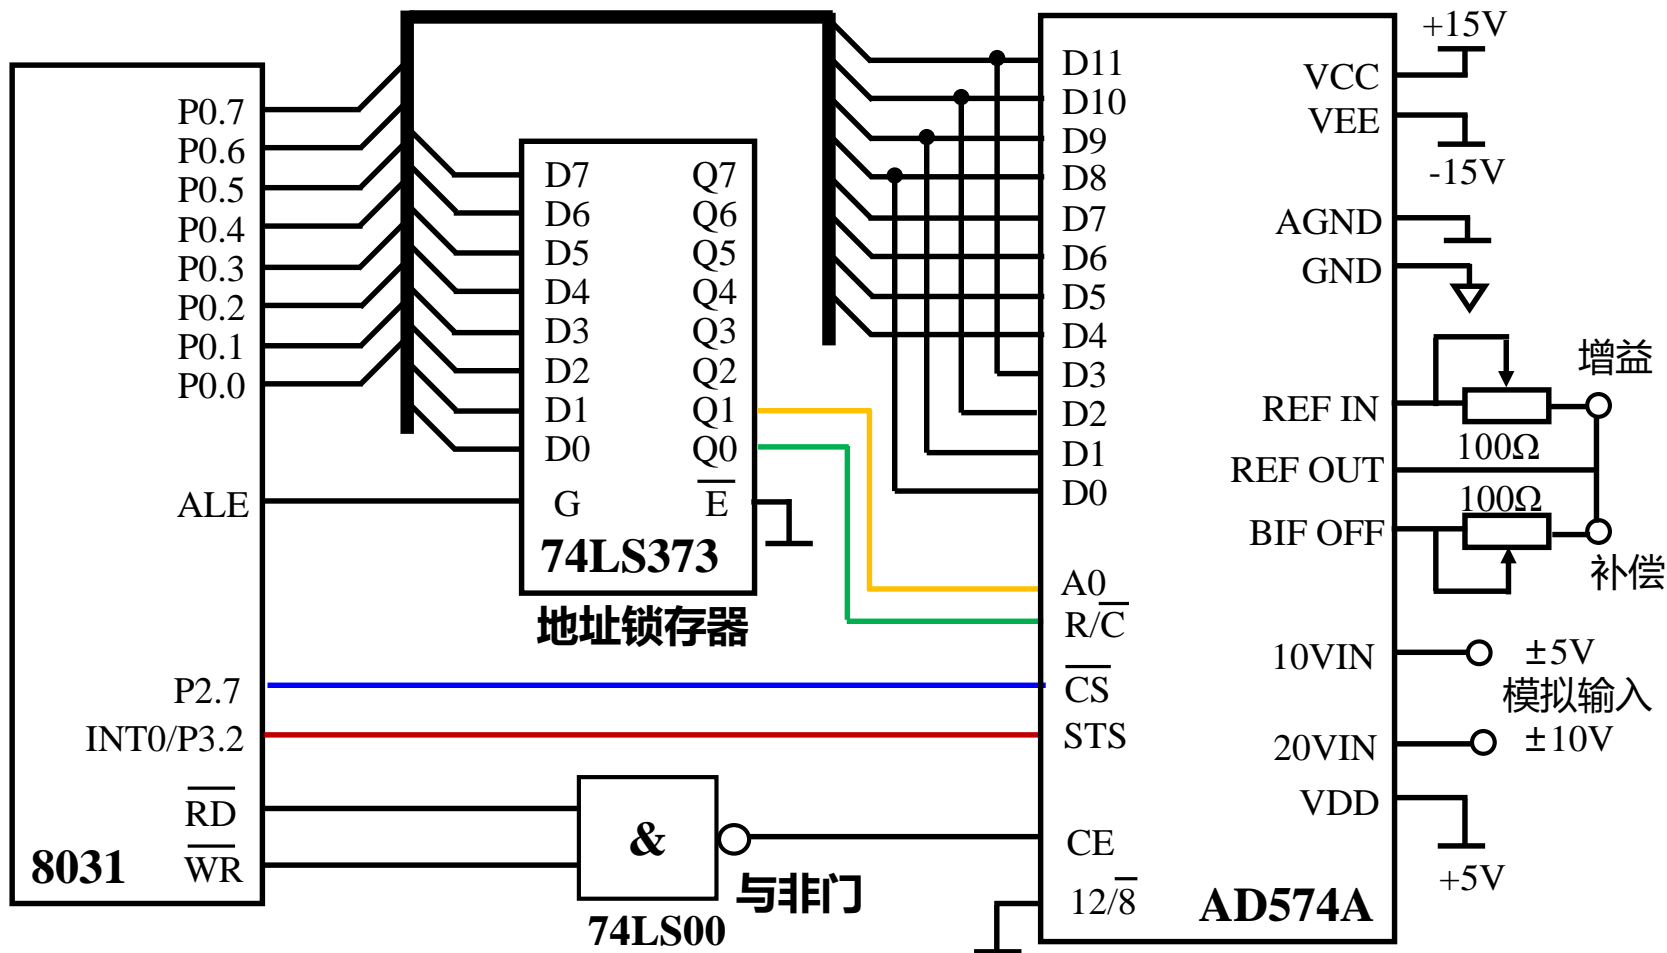 P0.7
P0.6
P0.5
P0.4
P0.3
P0.2
P0.1
P0.0
ALE
P2.7
INT0/P3.2
R̅D̅
W̅R̅
8031
D7 Q7
D6 Q6
D5 Q5
D4 Q4
D3 Q3
D2 Q2
D1 Q1
D0 Q0
G E̅
74LS373
地址锁存器
&
与非门
74LS00
D11
D10
D9
D8
D7
D6
D5
D4
D3
D2
D1
D0
A0
R/C̅
C̅S̅
STS
CE
12/8̅
VCC
VEE
AGND
GND
REF IN
REF OUT
BIF OFF
10VIN
20VIN
VDD
AD574A
+15V
-15V
增益
100Ω
100Ω
补偿
±5V
模拟输入
±10V
+5V